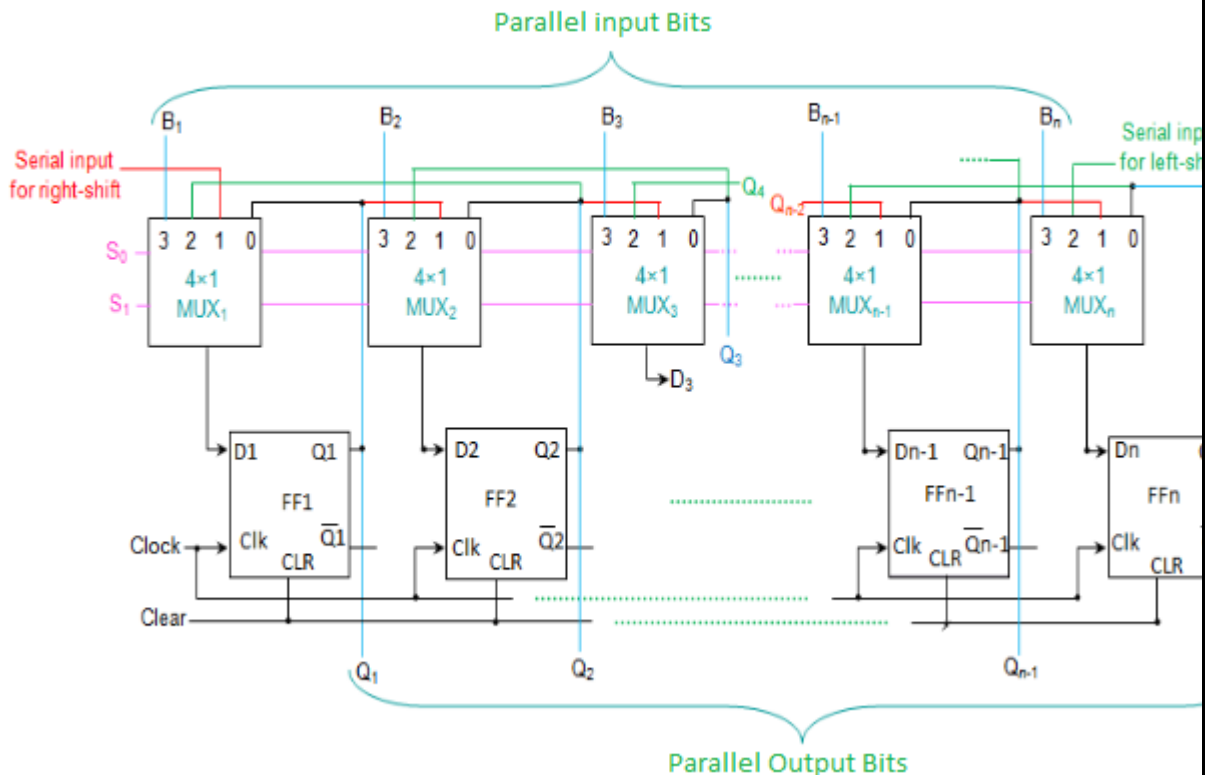 Parallel input Bits
B1 B2 B3 Bn-1 Bn
Serial input
for right-shift
Serial inp
for left-sh
Q4 Qn-2
3 2 1 0 3 2 1 0 3 2 1 0 3 2 1 0 3 2 1 0
S0
4×1 4×1 4×1 4×1 4×1
S1
MUX1 MUX2 MUX3 MUXn-1 MUXn
Q3
D3
D1 Q1 D2 Q2 Dn-1 Qn-1 Dn
FF1 FF2 FFn-1 FFn
Clock Clk Q̅1 Clk Q̅2 Clk Q̅n-1 Clk
CLR CLR CLR CLR
Clear
Q1 Q2 Qn-1
Parallel Output Bits